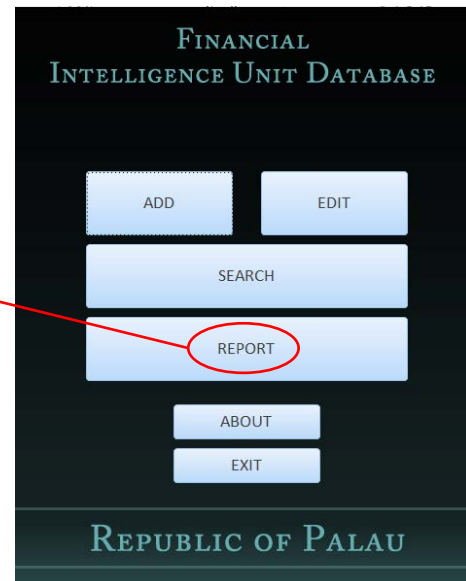 FINANCIAL
INTELLIGENCE UNIT DATABASE
ADD EDIT
SEARCH
REPORT
ABOUT
EXIT
REPUBLIC OF PALAU